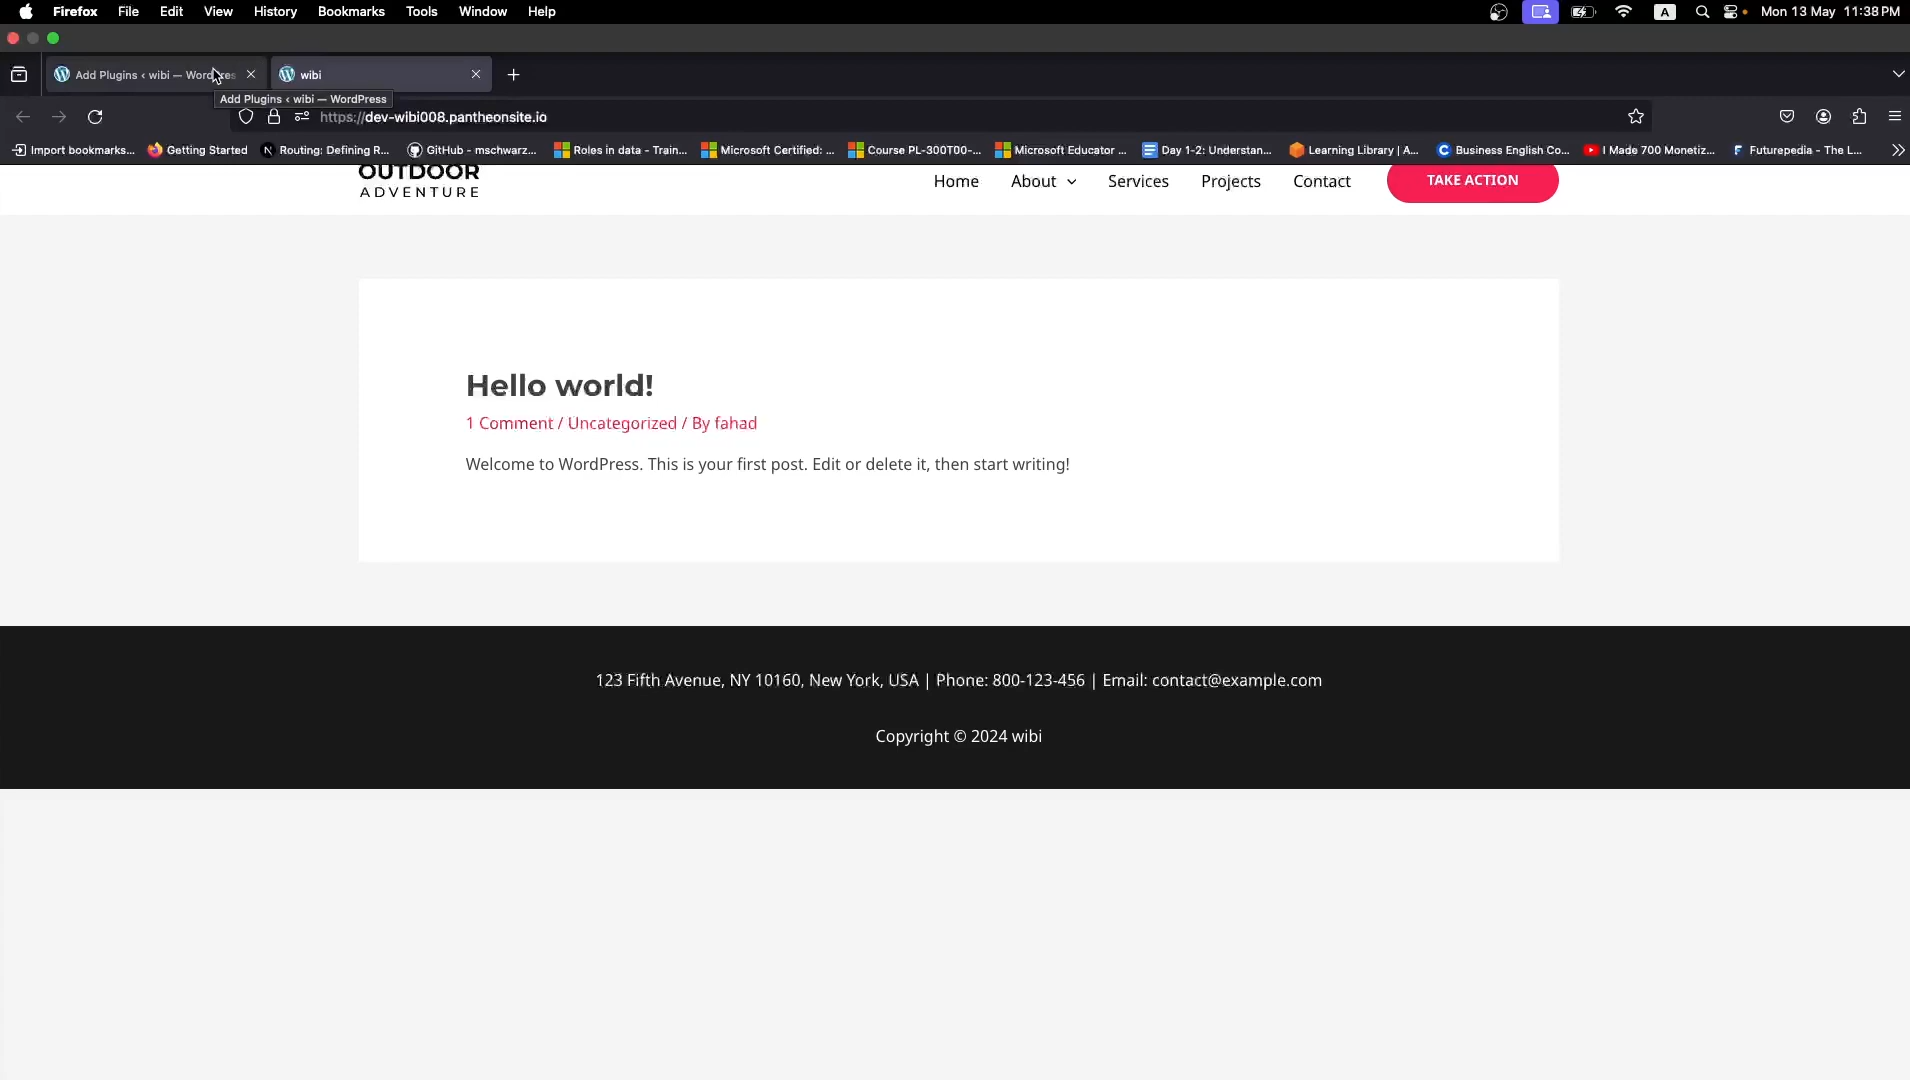 Firefox File Edit View History Bookmarks Tools Window Help A Mon 13 May 11:38 PM
Add Plugins ‹ wibi — WordPres wibi
Add Plugins ‹ wibi — WordPress
https://dev-wibi008.pantheonsite.io
Import bookmarks... Getting Started Routing: Defining R... GitHub - mschwarz... Roles in data - Train... Microsoft Certified: ... Course PL-300T00-... Microsoft Educator ... Day 1-2: Understan... Learning Library | A... Business English Co... I Made 700 Monetiz... Futurepedia - The L...
OUTDOOR
ADVENTURE
Home About Services Projects Contact TAKE ACTION
Hello world!
1 Comment / Uncategorized / By fahad
Welcome to WordPress. This is your first post. Edit or delete it, then start writing!
123 Fifth Avenue, NY 10160, New York, USA | Phone: 800-123-456 | Email: contact@example.com
Copyright © 2024 wibi